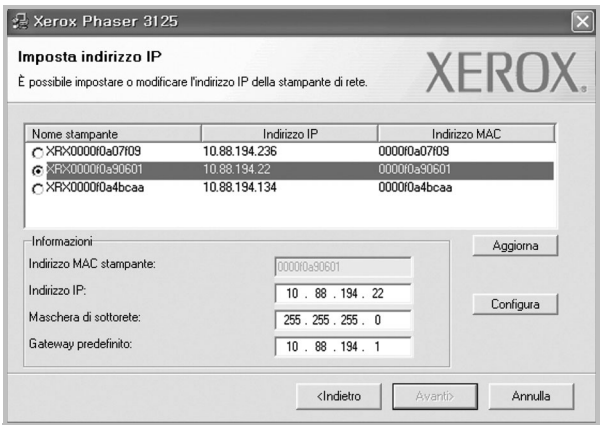 Xerox Phaser 3125
Imposta indirizzo IP
È possibile impostare o modificare l'indirizzo IP della stampante di rete.
XEROX.
Nome stampante Indirizzo IP Indirizzo MAC
XRX0000f0a07f09 10.88.194.236 0000f0a07f09
XRX0000f0a90601 10.88.194.22 0000f0a90601
XRX0000f0a4bcaa 10.88.194.134 0000f0a4bcaa
Informazioni
Indirizzo MAC stampante: 0000f0a90601
Indirizzo IP: 10 . 88 . 194 . 22
Maschera di sottorete: 255 . 255 . 255 . 0
Gateway predefinito: 10 . 88 . 194 . 1
Aggiorna
Configura
<Indietro Avanti> Annulla